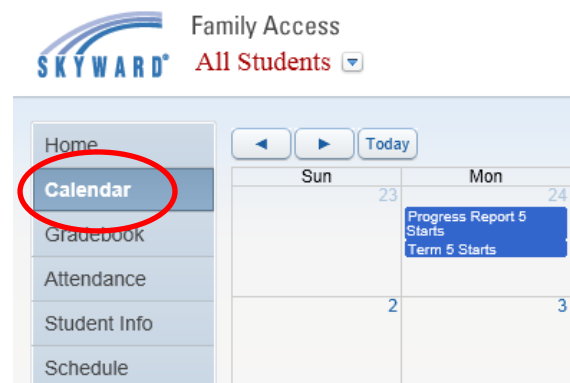 Family Access
SKYWARD®
All Students
Home
Today
Calendar
Sun
Mon
23
24
Progress Report 5
Starts
Term 5 Starts
Gradebook
Attendance
Student Info
2
3
Schedule